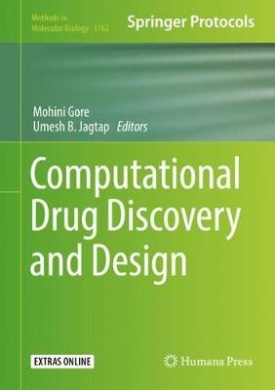 Methods in
Molecular Biology 1762
Springer Protocols
Mohini Gore
Umesh B. Jagtap Editors
Computational
Drug Discovery
and Design
EXTRAS ONLINE
Humana Press